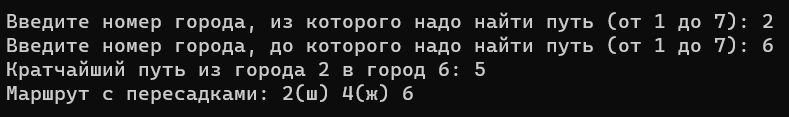 Введите номер города, из которого надо найти путь (от 1 до 7): 2
Введите номер города, до которого надо найти путь (от 1 до 7): 6
Кратчайший путь из города 2 в город 6: 5
Маршрут с пересадками: 2(ш) 4(ж) 6